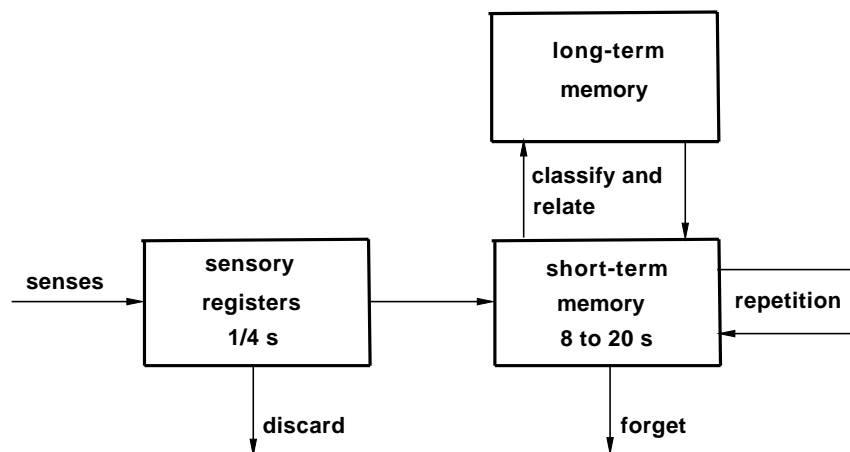 long-term
memory
classify and
relate
senses
sensory
registers
1/4 s
short-term
memory
8 to 20 s
repetition
discard
forget